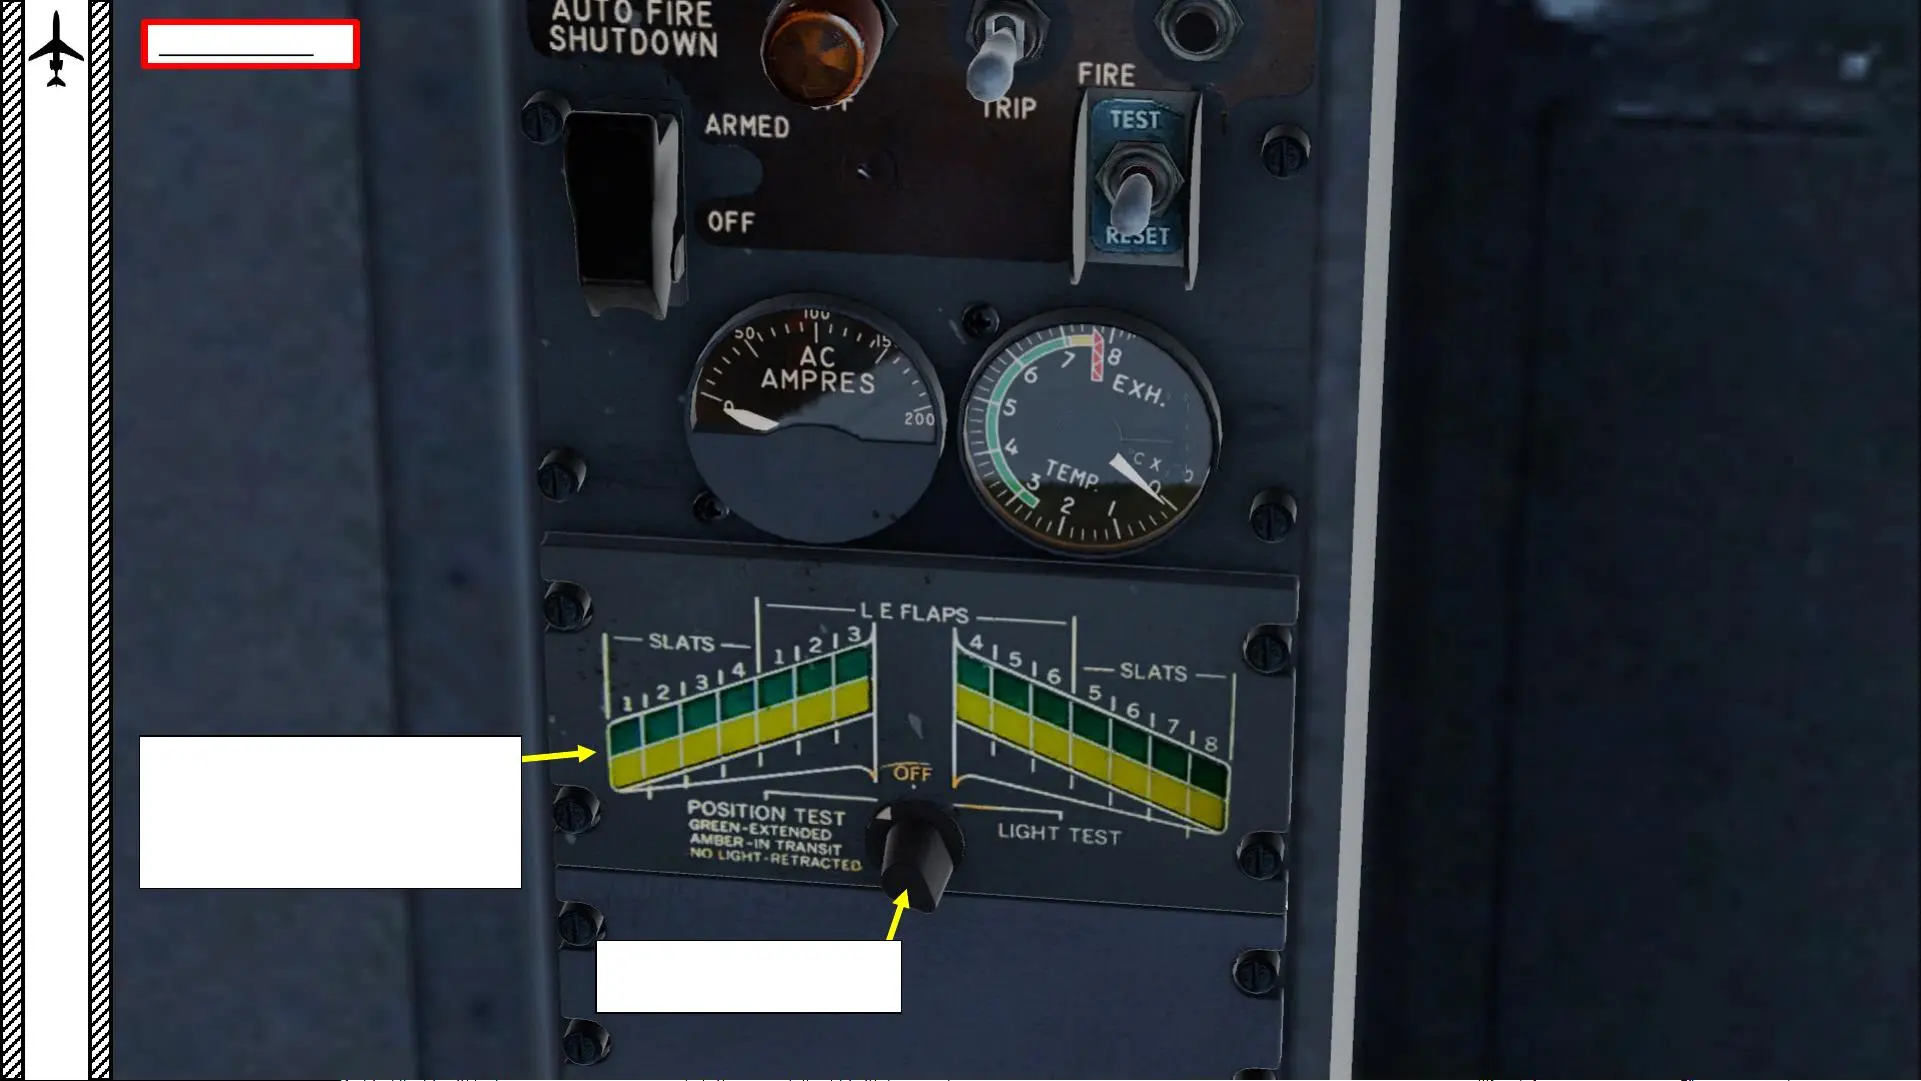 AUTO FIRE
SHUTDOWN
TRIP
FIRE
TEST
ARMED
OFF
RESET
50
100
AC
AMPRES
0
200
8
7
6
5
4
3
2
1
0
EXH.
TEMP.
°C X
L E FLAPS
SLATS
1 2 3 4 1 2 3
4 5 6 5 6 7 8
SLATS
OFF
POSITION TEST
GREEN-EXTENDED
AMBER-IN TRANSIT
NO LIGHT-RETRACTED
LIGHT TEST